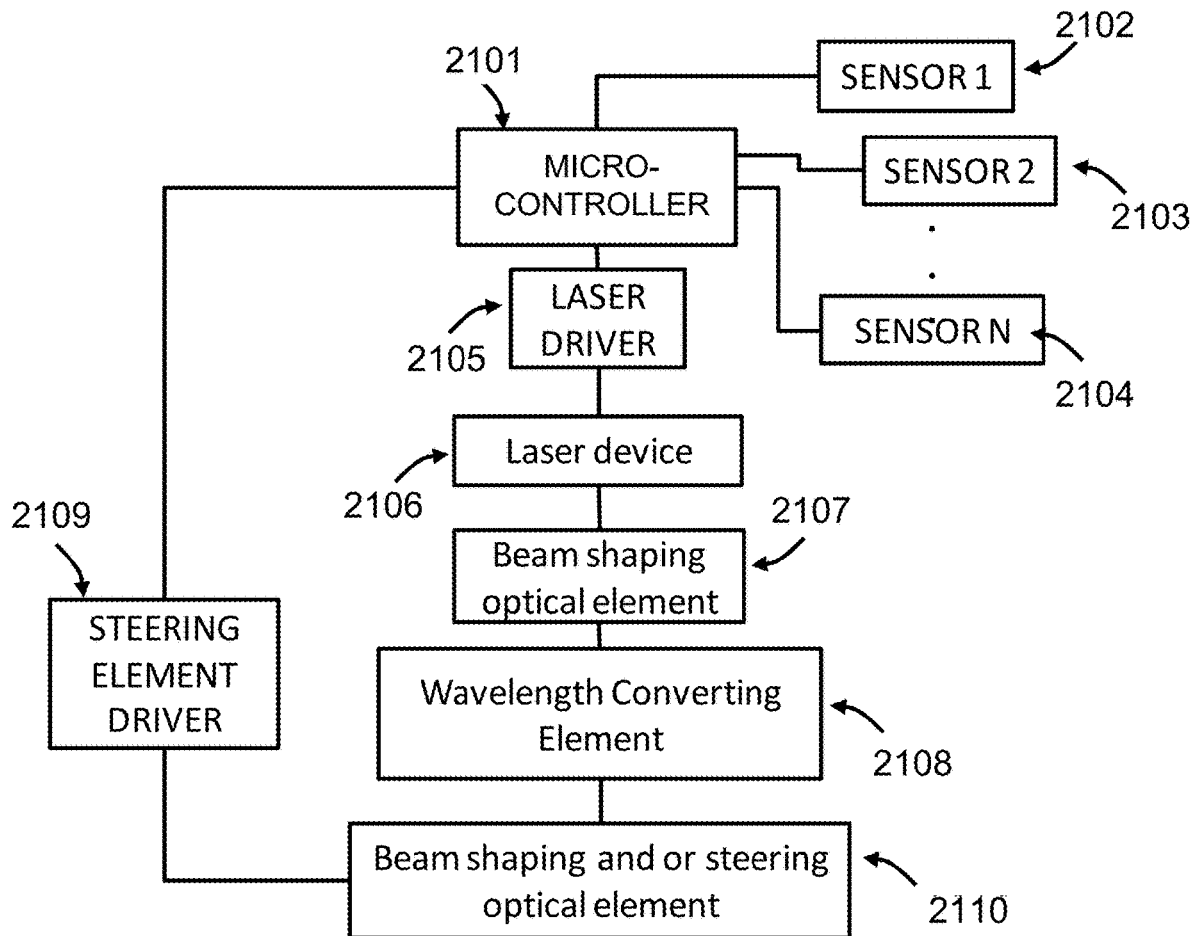 2102
2101
SENSOR 1
MICRO-
CONTROLLER
SENSOR 2
2103
LASER
DRIVER
2105
SENSOR N
2104
Laser device
2106
2109
2107
Beam shaping
optical element
STEERING
ELEMENT
DRIVER
Wavelength Converting
Element
2108
Beam shaping and or steering
optical element
2110